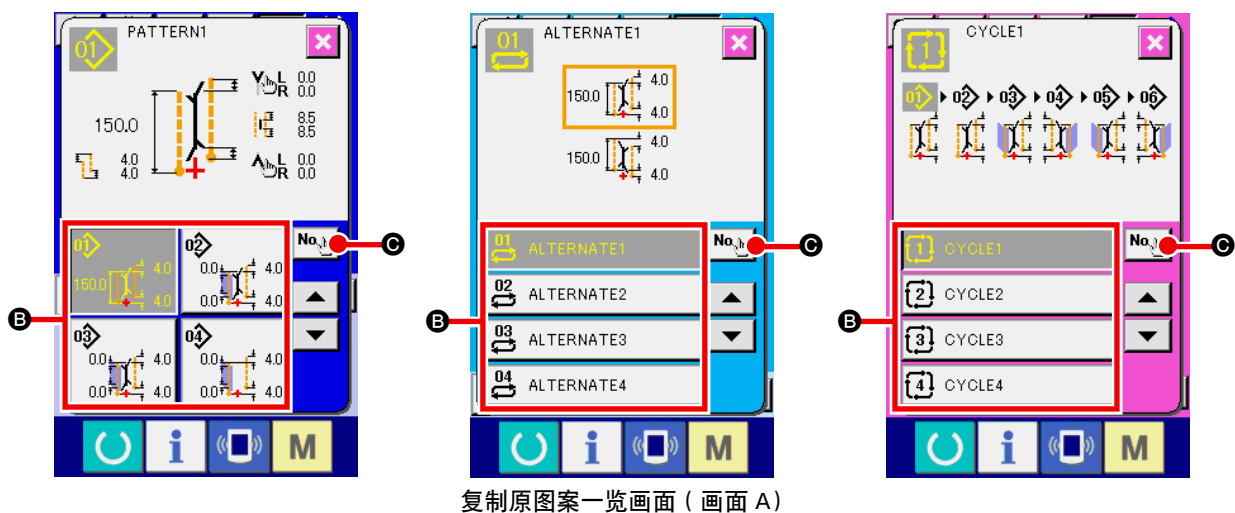 01
PATTERN1
150.0
4.0
4.0
L 0.0
R 0.0
8.5
8.5
L 0.0
R 0.0
01
150.0
4.0
4.0
02
0.0
4.0
0.0
4.0
No.
03
0.0
4.0
0.0
4.0
04
0.0
4.0
0.0
4.0
B
C
i
M
01
ALTERNATE1
150.0
4.0
4.0
150.0
4.0
4.0
01 ALTERNATE1
02 ALTERNATE2
03 ALTERNATE3
04 ALTERNATE4
No.
B
C
i
M
1
CYCLE1
01 02 03 04 05 06
1 CYCLE1
2 CYCLE2
3 CYCLE3
4 CYCLE4
No.
B
C
i
M
复制原图案一览画面（画面 A）